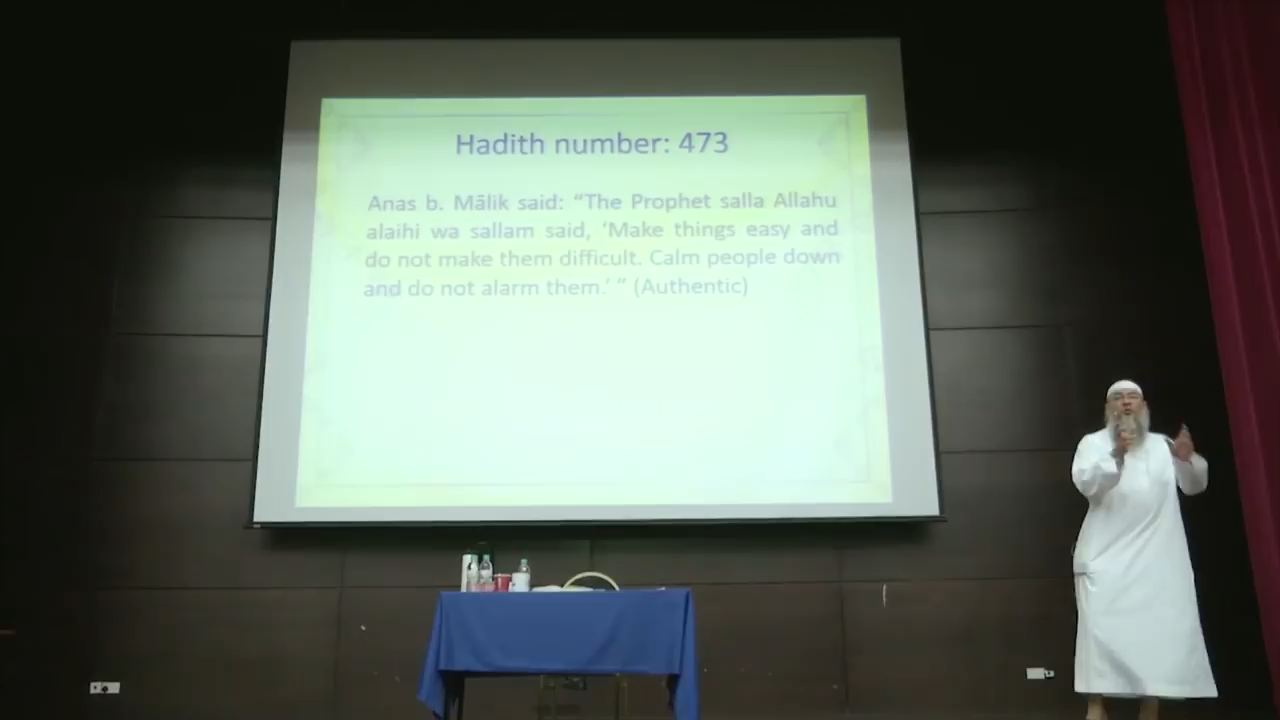 Hadith number: 473
Anas b. Mālik said: “The Prophet salla Allahu
alaihi wa sallam said, ‘Make things easy and
do not make them difficult. Calm people down
and do not alarm them.’ ” (Authentic)